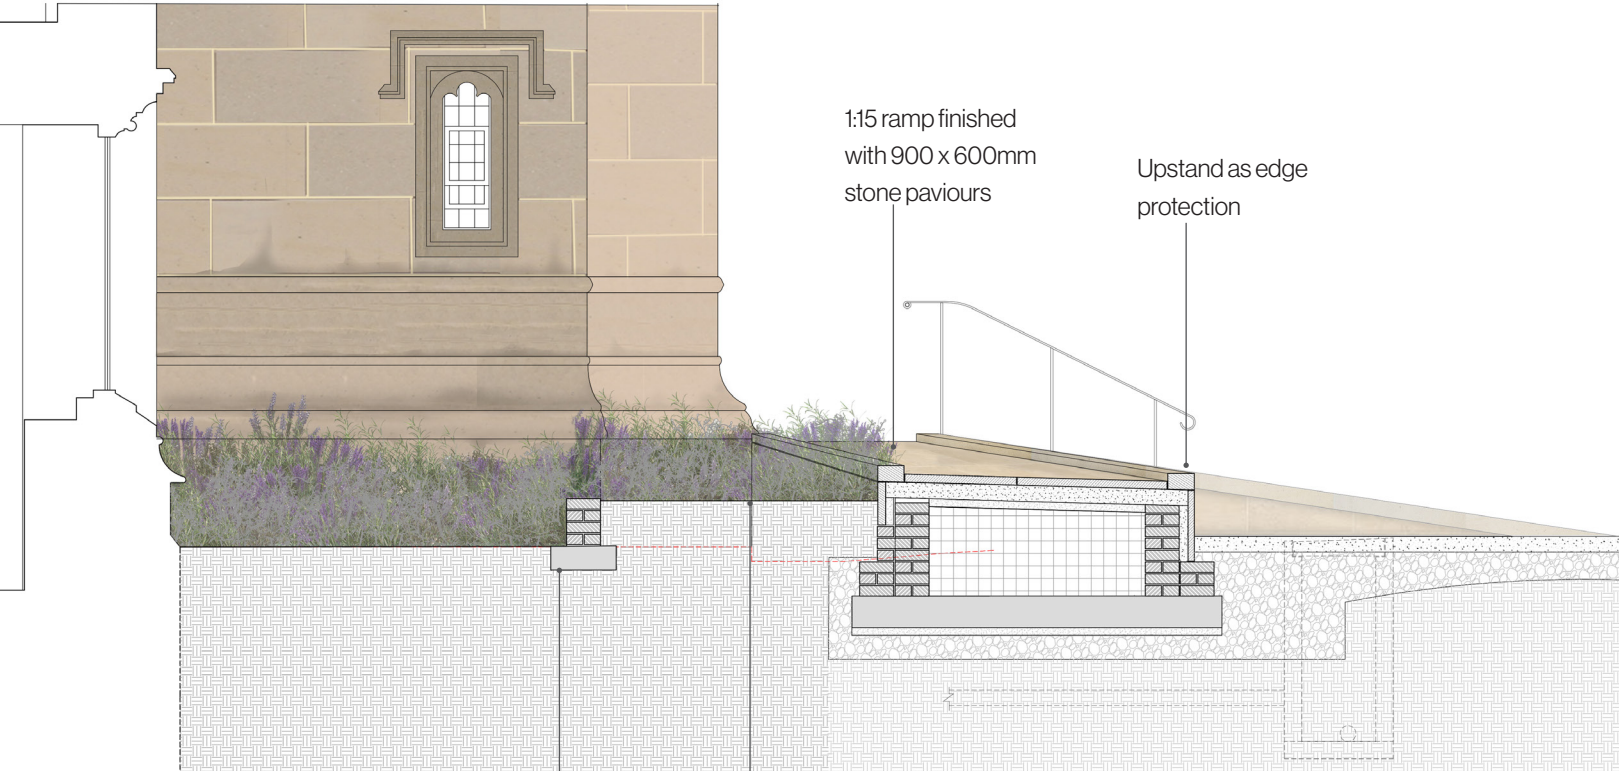 1:15 ramp finished
with 900 x 600mm
stone paviours
Upstand as edge
protection